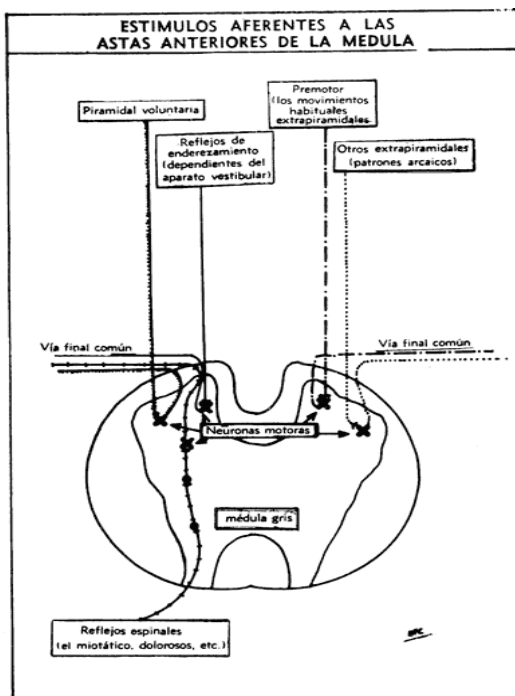 ESTIMULOS AFERENTES A LAS
ASTAS ANTERIORES DE LA MEDULA
Piramidal voluntaria
Reflejos de
enderezamiento
(dependientes del
aparato vestibular)
Premotor
(los movimientos
habituales
extrapiramidales
Otros extrapiramidales
(patrones arcaicos)
Vía final común
Vía final común
Neuronas motoras
médula gris
Reflejos espinales
(el miotático, dolorosos, etc.)